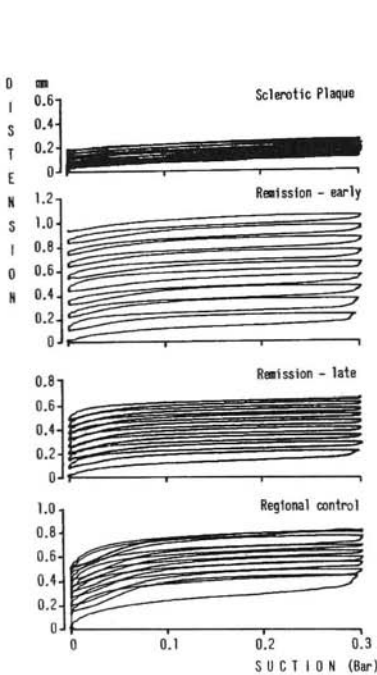 DISTENSION
mm
Sclerotic Plaque
0.6
0.4
0.2
0
Remission - early
1.2
1.0
0.8
0.6
0.4
0.2
0
Remission - late
0.8
0.6
0.4
0.2
0
Regional control
1.0
0.8
0.6
0.4
0.2
0
0 0.1 0.2 0.3
SUCTION (Bar)